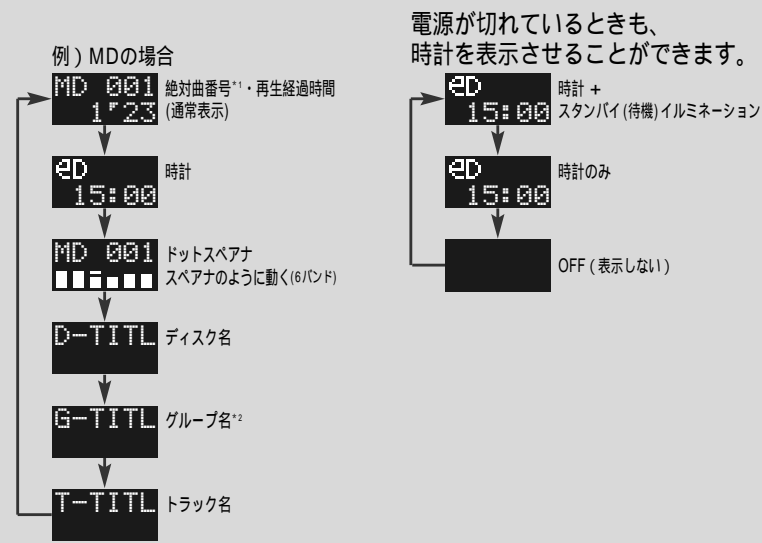 例)MDの場合
MD 001
1'23
絶対曲番号*1・再生経過時間
(通常表示)
eD
15:00
時計
MD 001
ドットスペアナ
スペアナのように動く(6バンド)
D-TITL
ディスク名
G-TITL
グループ名*2
T-TITL
トラック名
電源が切れているときも、
時計を表示させることができます。
eD
15:00
時計 +
スタンバイ(待機)イルミネーション
eD
15:00
時計のみ
OFF(表示しない)